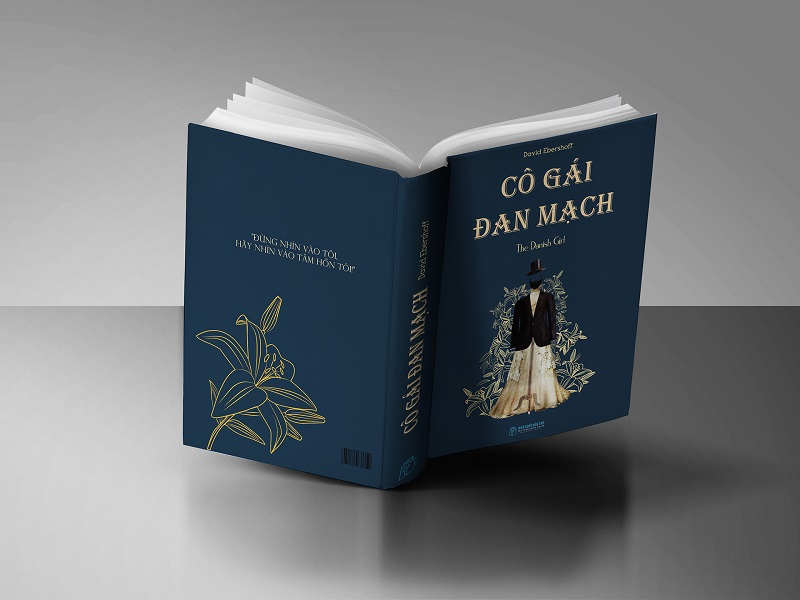 "ĐỪNG NHÌN VÀO TÔI,
HÃY NHÌN VÀO TÂM HỒN TÔI!"
CÔ GÁI ĐAN MẠCH
David Ebershoff
David Ebershoff
CÔ GÁI
ĐAN MẠCH
The Danish Girl